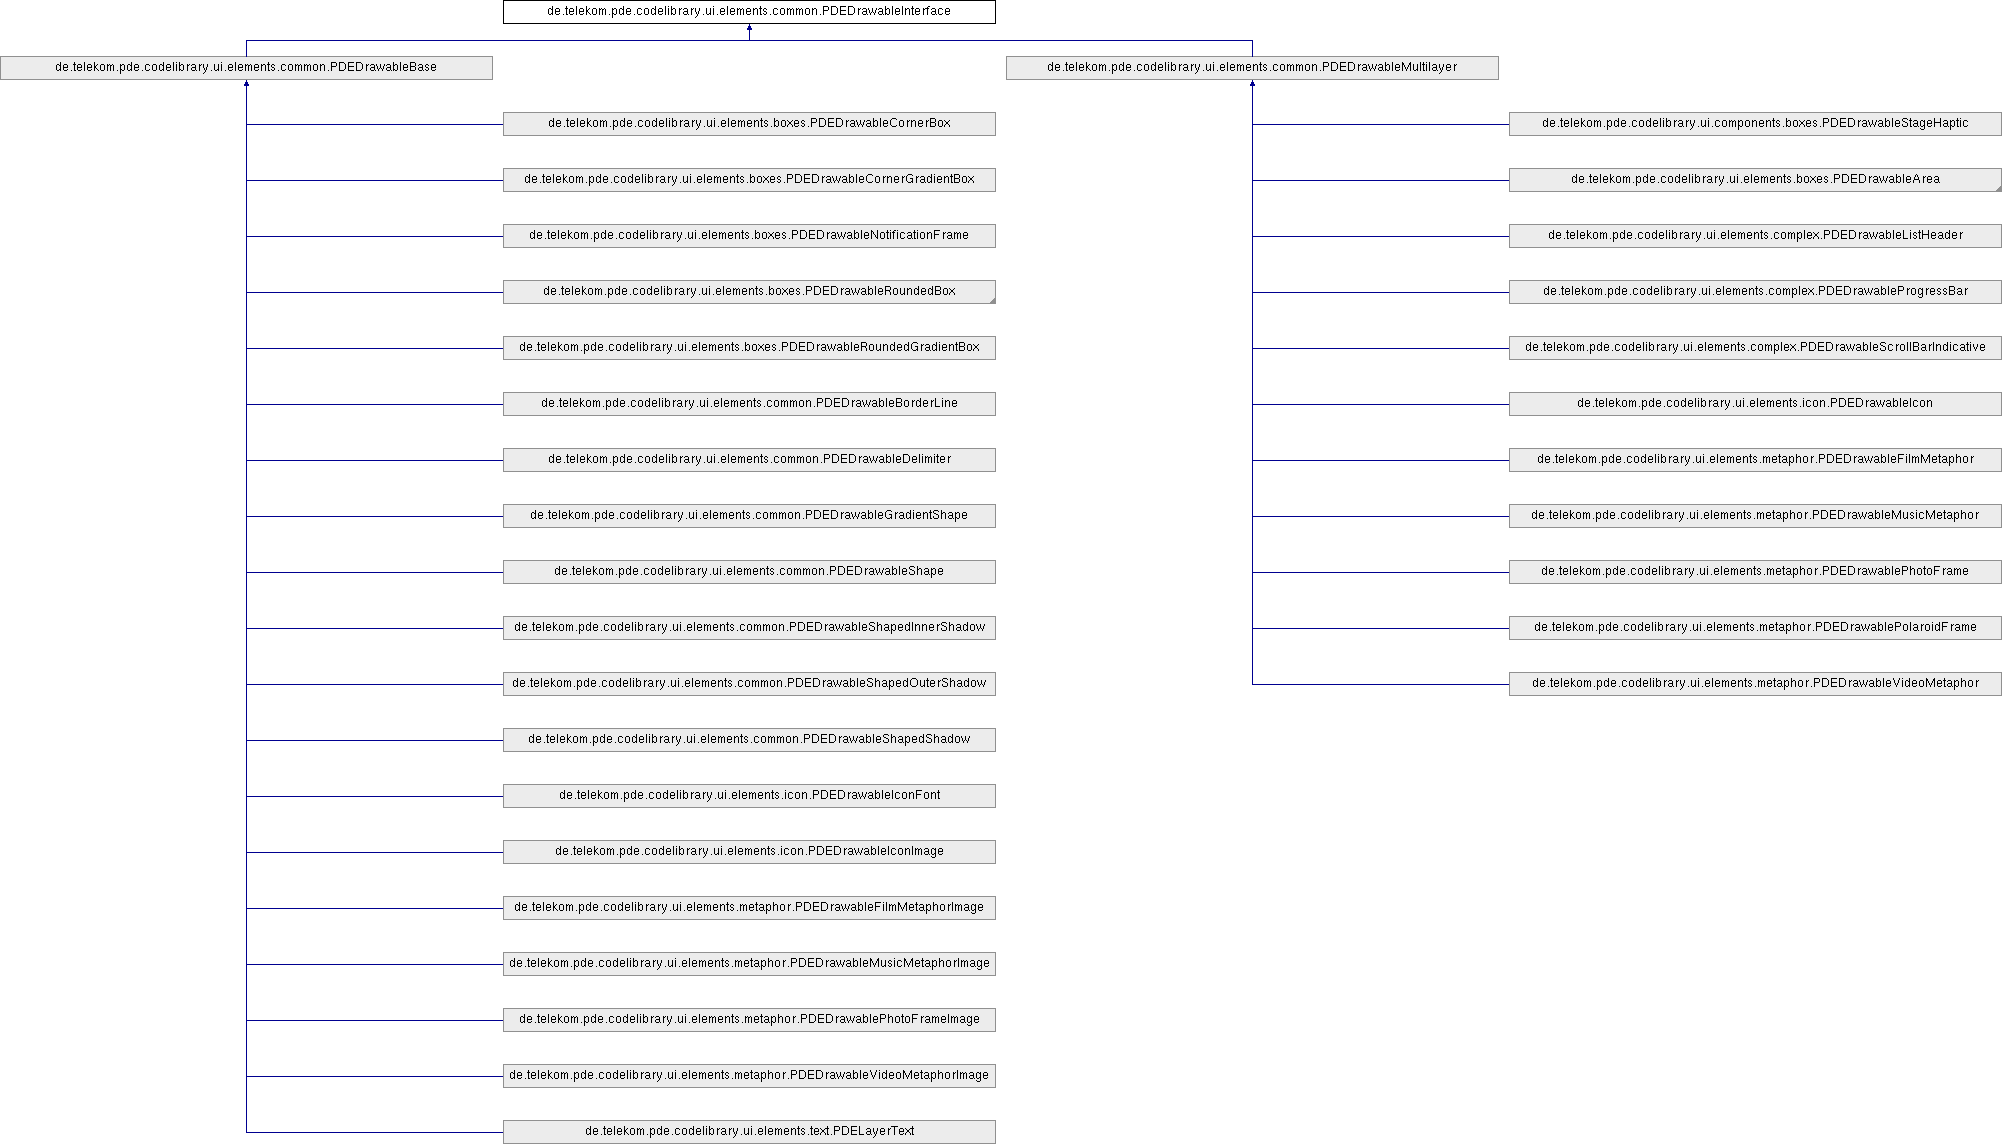 de.telekom.pde.codelibrary.ui.elements.common.PDEDrawableInterface
de.telekom.pde.codelibrary.ui.elements.common.PDEDrawableBase
de.telekom.pde.codelibrary.ui.elements.common.PDEDrawableMultilayer
de.telekom.pde.codelibrary.ui.elements.boxes.PDEDrawableCornerBox
de.telekom.pde.codelibrary.ui.components.boxes.PDEDrawableStageHaptic
de.telekom.pde.codelibrary.ui.elements.boxes.PDEDrawableCornerGradientBox
de.telekom.pde.codelibrary.ui.elements.boxes.PDEDrawableArea
de.telekom.pde.codelibrary.ui.elements.boxes.PDEDrawableNotificationFrame
de.telekom.pde.codelibrary.ui.elements.complex.PDEDrawableListHeader
de.telekom.pde.codelibrary.ui.elements.boxes.PDEDrawableRoundedBox
de.telekom.pde.codelibrary.ui.elements.complex.PDEDrawableProgressBar
de.telekom.pde.codelibrary.ui.elements.boxes.PDEDrawableRoundedGradientBox
de.telekom.pde.codelibrary.ui.elements.complex.PDEDrawableScrollBarIndicative
de.telekom.pde.codelibrary.ui.elements.common.PDEDrawableBorderLine
de.telekom.pde.codelibrary.ui.elements.icon.PDEDrawableIcon
de.telekom.pde.codelibrary.ui.elements.common.PDEDrawableDelimiter
de.telekom.pde.codelibrary.ui.elements.metaphor.PDEDrawableFilmMetaphor
de.telekom.pde.codelibrary.ui.elements.common.PDEDrawableGradientShape
de.telekom.pde.codelibrary.ui.elements.metaphor.PDEDrawableMusicMetaphor
de.telekom.pde.codelibrary.ui.elements.common.PDEDrawableShape
de.telekom.pde.codelibrary.ui.elements.metaphor.PDEDrawablePhotoFrame
de.telekom.pde.codelibrary.ui.elements.common.PDEDrawableShapedInnerShadow
de.telekom.pde.codelibrary.ui.elements.metaphor.PDEDrawablePolaroidFrame
de.telekom.pde.codelibrary.ui.elements.common.PDEDrawableShapedOuterShadow
de.telekom.pde.codelibrary.ui.elements.metaphor.PDEDrawableVideoMetaphor
de.telekom.pde.codelibrary.ui.elements.common.PDEDrawableShapedShadow
de.telekom.pde.codelibrary.ui.elements.icon.PDEDrawableIconFont
de.telekom.pde.codelibrary.ui.elements.icon.PDEDrawableIconImage
de.telekom.pde.codelibrary.ui.elements.metaphor.PDEDrawableFilmMetaphorImage
de.telekom.pde.codelibrary.ui.elements.metaphor.PDEDrawableMusicMetaphorImage
de.telekom.pde.codelibrary.ui.elements.metaphor.PDEDrawablePhotoFrameImage
de.telekom.pde.codelibrary.ui.elements.metaphor.PDEDrawableVideoMetaphorImage
de.telekom.pde.codelibrary.ui.elements.text.PDELayerText